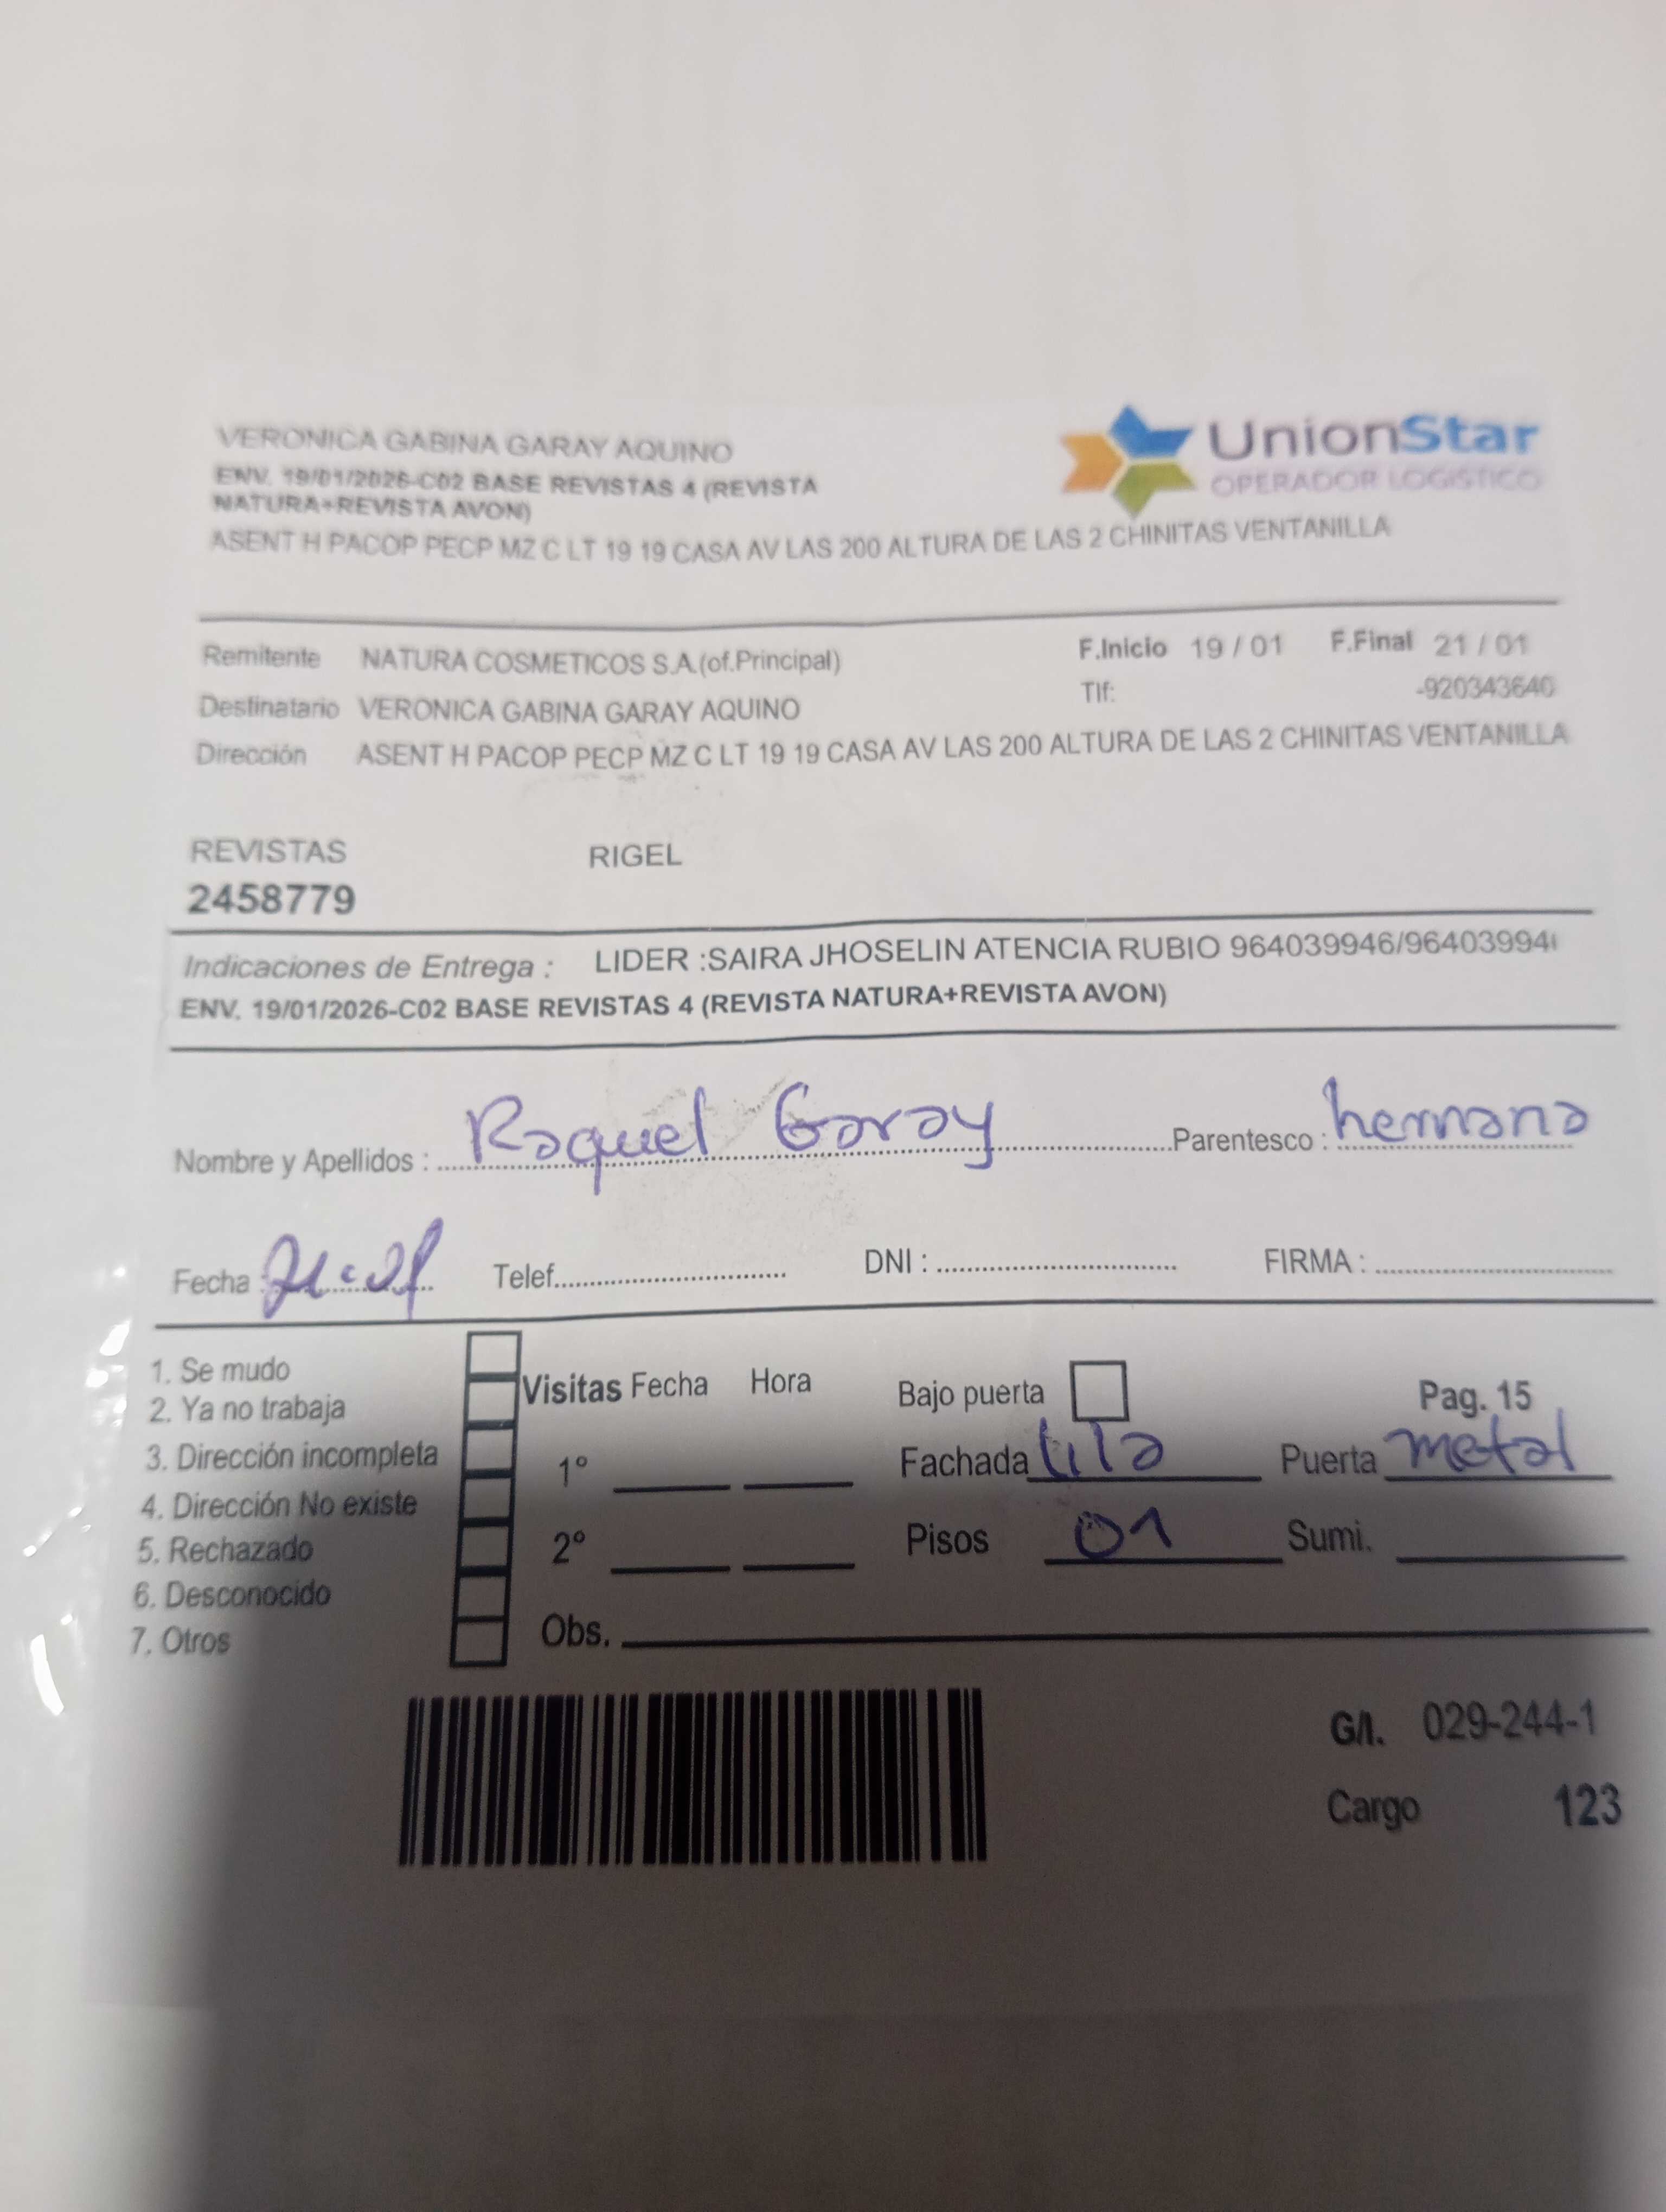 VERONICA GABINA GARAY AQUINO
ENV. 19/01/2026-C02 BASE REVISTAS 4 (REVISTA
NATURA+REVISTA AVON)
UnionStar
OPERADOR LOGISTICO
ASENT H PACOP PECP MZ C LT 19 19 CASA AV LAS 200 ALTURA DE LAS 2 CHINITAS VENTANILLA
Remitente NATURA COSMETICOS S.A.(of.Principal) F.Inicio 19 / 01 F.Final 21 / 01
Tlf: -920343640
Destinatario VERONICA GABINA GARAY AQUINO
Dirección ASENT H PACOP PECP MZ C LT 19 19 CASA AV LAS 200 ALTURA DE LAS 2 CHINITAS VENTANILLA
REVISTAS RIGEL
2458779
Indicaciones de Entrega : LIDER :SAIRA JHOSELIN ATENCIA RUBIO 964039946/96403994
ENV. 19/01/2026-C02 BASE REVISTAS 4 (REVISTA NATURA+REVISTA AVON)
Nombre y Apellidos : Raquel Garay Parentesco : hermana
Fecha : 21-01 Telef. DNI : FIRMA :
1. Se mudo
2. Ya no trabaja
3. Dirección incompleta
4. Dirección No existe
5. Rechazado
6. Desconocido
7. Otros
Visitas Fecha Hora Bajo puerta Pag. 15
1° Fachada lila Puerta metal
2° Pisos 01 Sumi.
Obs.
G/I. 029-244-1
Cargo 123